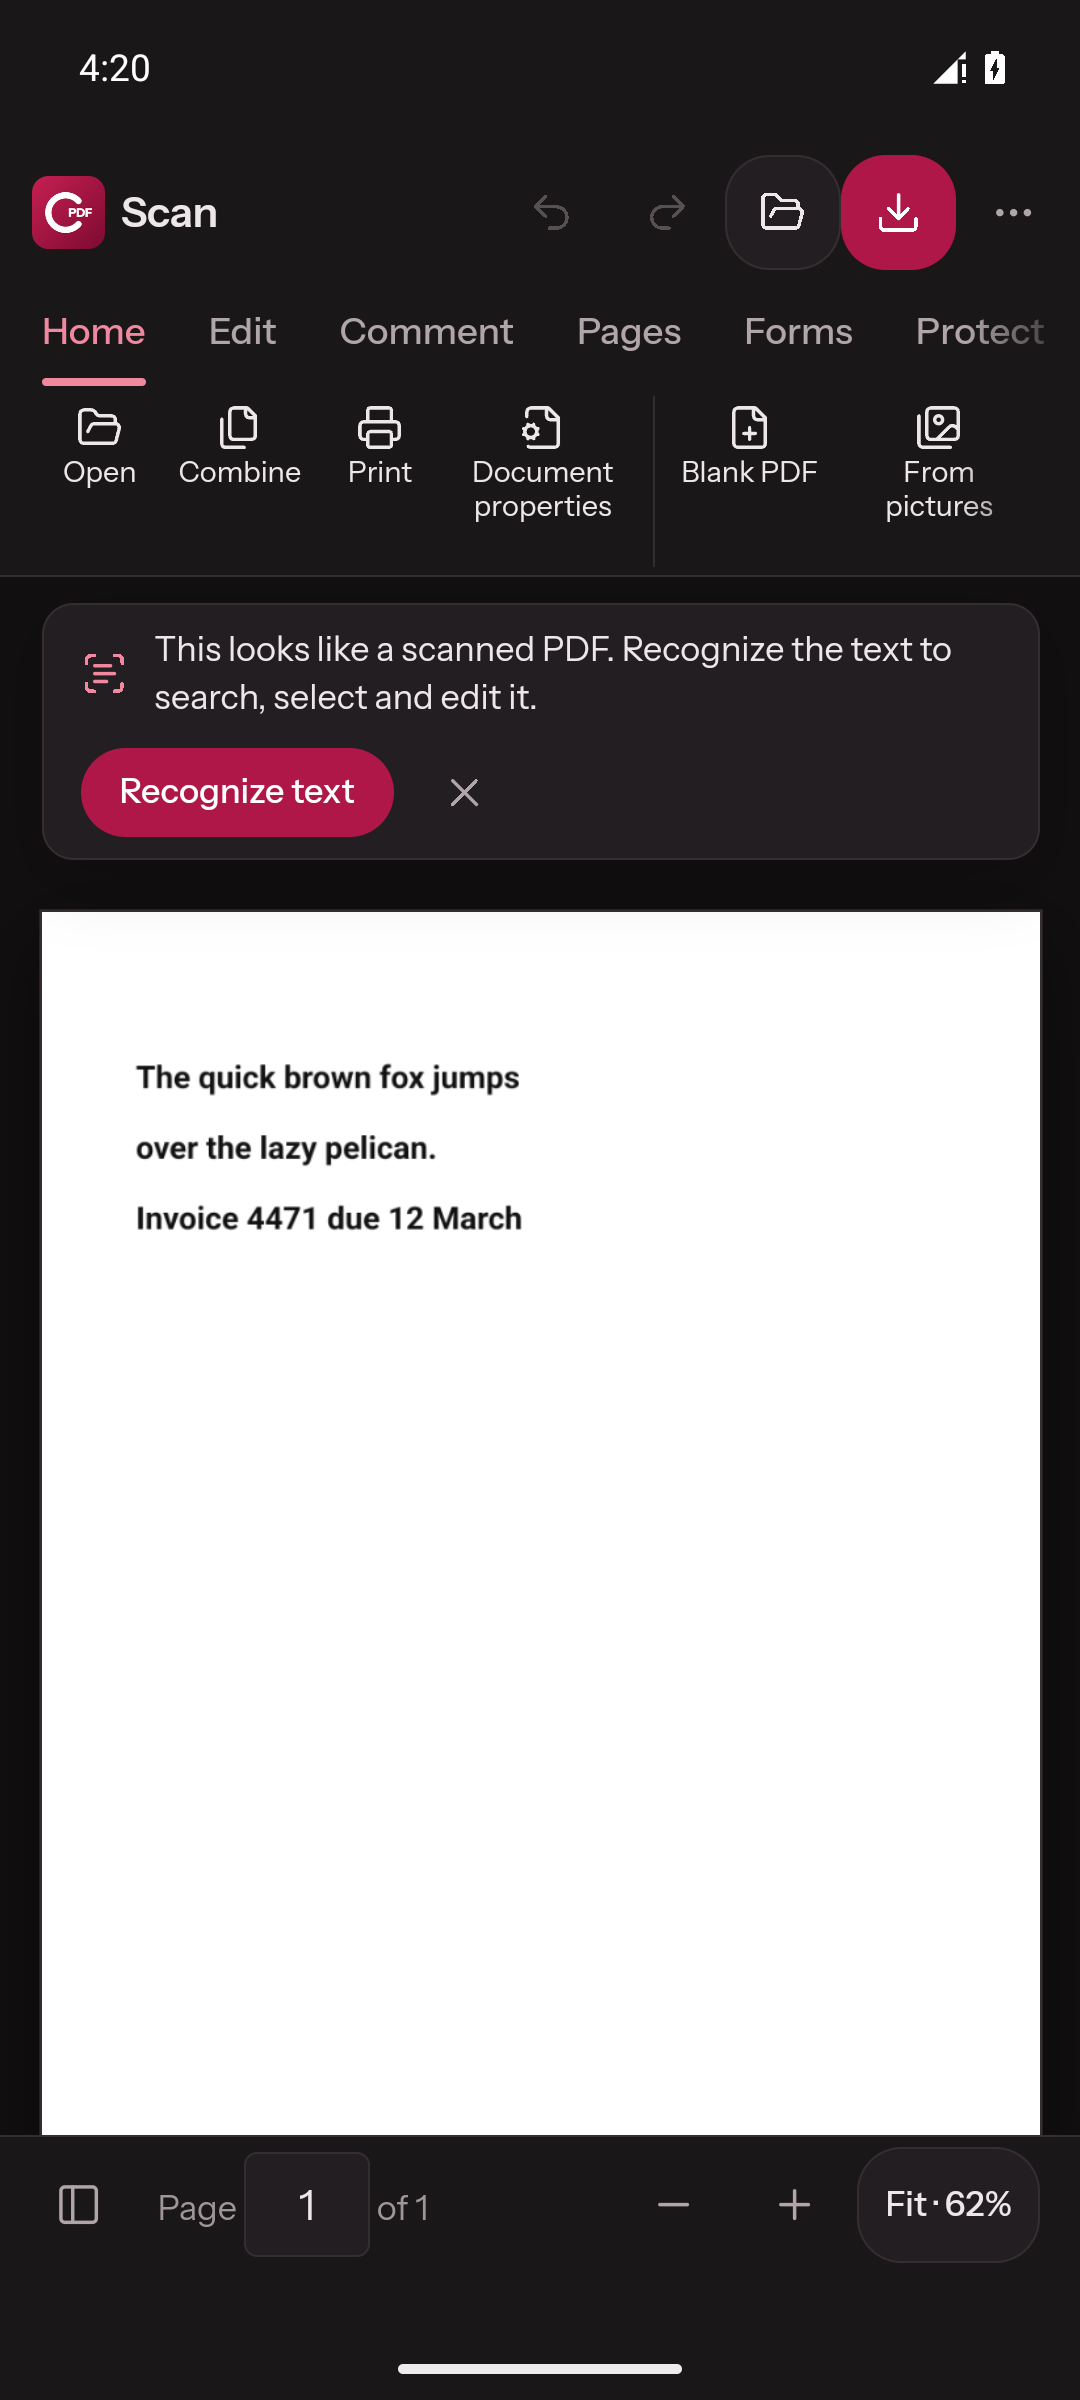 4:20
PDF
Scan
Home Edit Comment Pages Forms Protect
Open Combine Print Document properties Blank PDF From pictures
This looks like a scanned PDF. Recognize the text to
search, select and edit it.
Recognize text
The quick brown fox jumps
over the lazy pelican.
Invoice 4471 due 12 March
Page 1 of 1 Fit · 62%